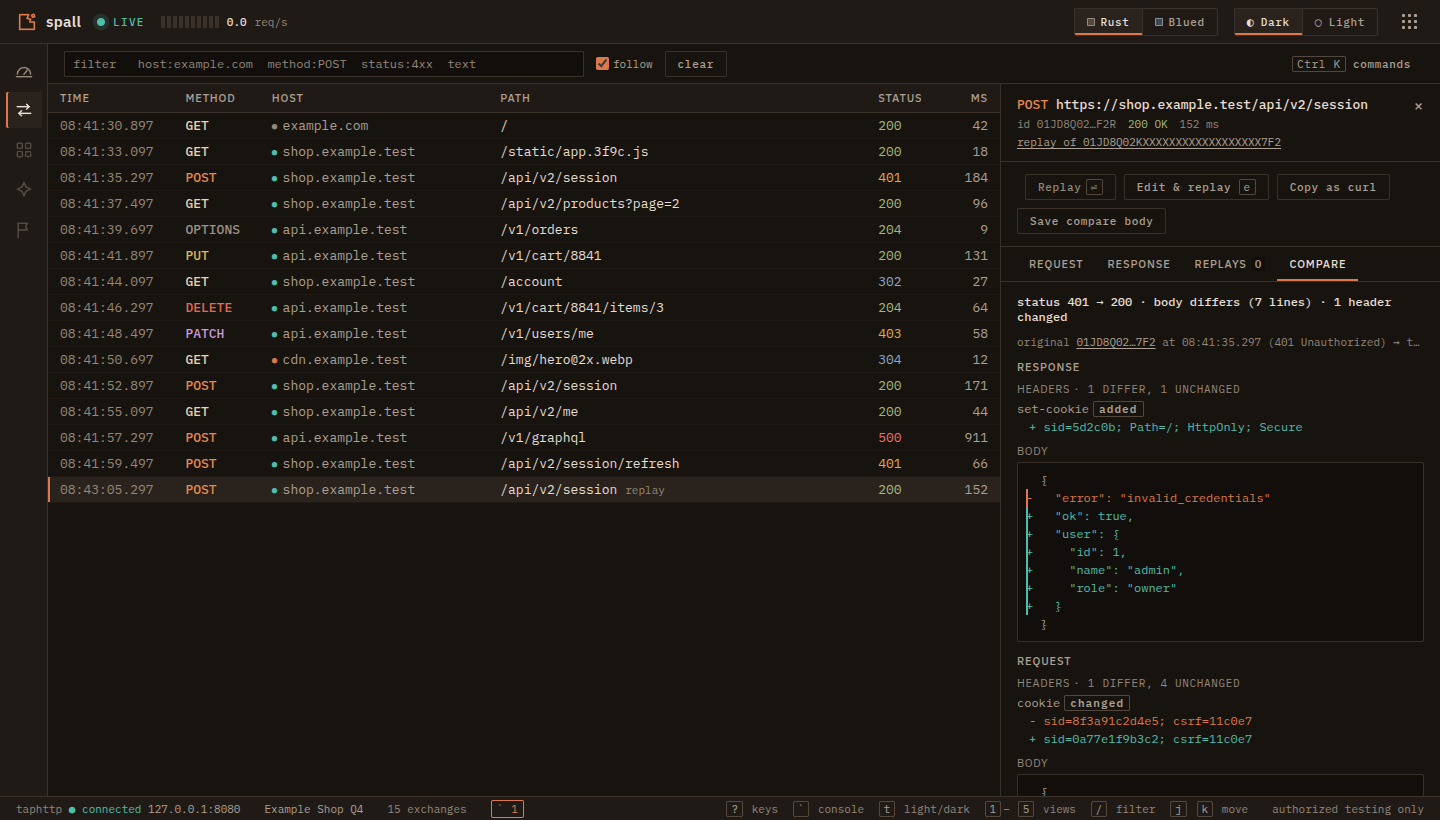 spall LIVE 0.0 req/s Rust Blued Dark Light
filter host:example.com method:POST status:4xx text follow clear Ctrl K commands
TIME METHOD HOST PATH STATUS MS
08:41:30.897 GET example.com / 200 42
08:41:33.097 GET shop.example.test /static/app.3f9c.js 200 18
08:41:35.297 POST shop.example.test /api/v2/session 401 184
08:41:37.497 GET shop.example.test /api/v2/products?page=2 200 96
08:41:39.697 OPTIONS api.example.test /v1/orders 204 9
08:41:41.897 PUT api.example.test /v1/cart/8841 200 131
08:41:44.097 GET shop.example.test /account 302 27
08:41:46.297 DELETE api.example.test /v1/cart/8841/items/3 204 64
08:41:48.497 PATCH api.example.test /v1/users/me 403 58
08:41:50.697 GET cdn.example.test /img/hero@2x.webp 304 12
08:41:52.897 POST shop.example.test /api/v2/session 200 171
08:41:55.097 GET shop.example.test /api/v2/me 200 44
08:41:57.297 POST api.example.test /v1/graphql 500 911
08:41:59.497 POST shop.example.test /api/v2/session/refresh 401 66
08:43:05.297 POST shop.example.test /api/v2/session replay 200 152
POST https://shop.example.test/api/v2/session ×
id 01JD8Q02…F2R 200 OK 152 ms
replay of 01JD8Q02KXXXXXXXXXXXXXXXXXX7F2
Replay ⏎ Edit & replay e Copy as curl
Save compare body
REQUEST RESPONSE REPLAYS 0 COMPARE
status 401 → 200 · body differs (7 lines) · 1 header
changed
original 01JD8Q02…7F2 at 08:41:35.297 (401 Unauthorized) → t…
RESPONSE
HEADERS · 1 DIFFER, 1 UNCHANGED
set-cookie added
+ sid=5d2c0b; Path=/; HttpOnly; Secure
BODY
{
- "error": "invalid_credentials"
+ "ok": true,
+ "user": {
+ "id": 1,
+ "name": "admin",
+ "role": "owner"
+ }
}
REQUEST
HEADERS · 1 DIFFER, 4 UNCHANGED
cookie changed
- sid=8f3a91c2d4e5; csrf=11c0e7
+ sid=0a77e1f9b3c2; csrf=11c0e7
BODY
{
taphttp connected 127.0.0.1:8080 Example Shop Q4 15 exchanges ` 1 ? keys ` console t light/dark 1 – 5 views / filter j k move authorized testing only